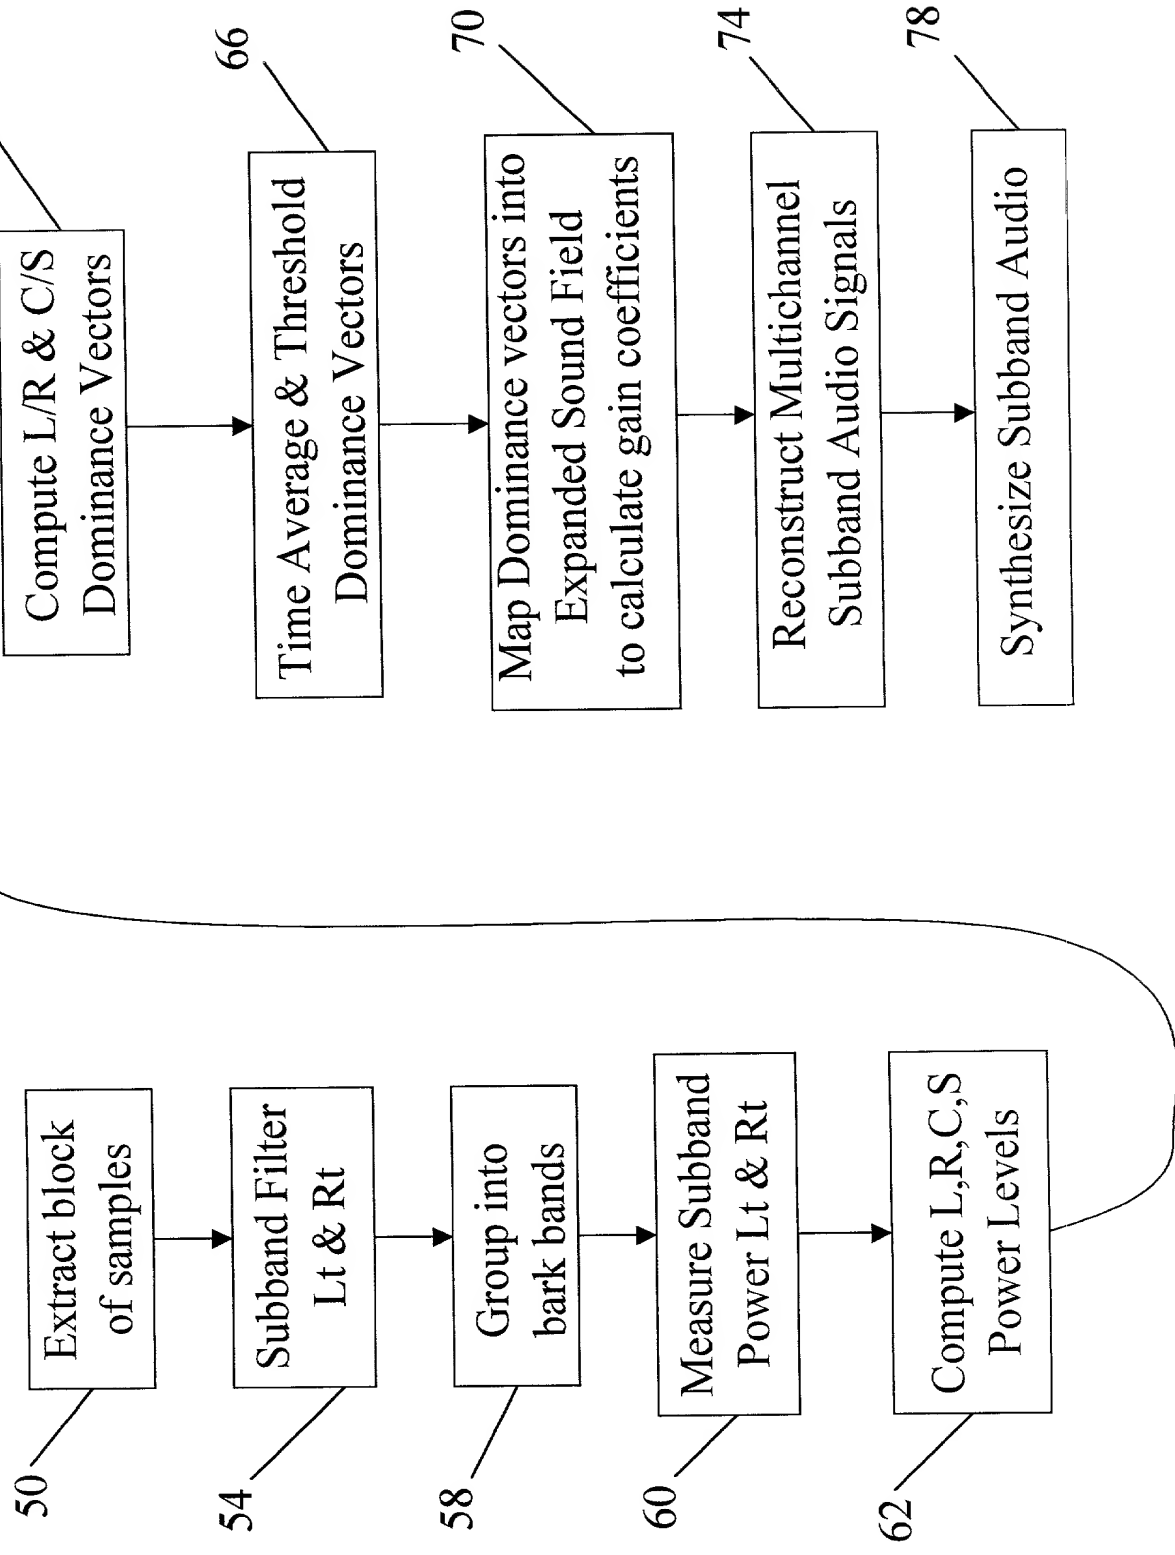 50
Extract block
of samples
54
Subband Filter
Lt & Rt
58
Group into
bark bands
60
Measure Subband
Power Lt & Rt
62
Compute L,R,C,S
Power Levels
Compute L/R & C/S
Dominance Vectors
66
Time Average & Threshold
Dominance Vectors
70
Map Dominance vectors into
Expanded Sound Field
to calculate gain coefficients
74
Reconstruct Multichannel
Subband Audio Signals
78
Synthesize Subband Audio